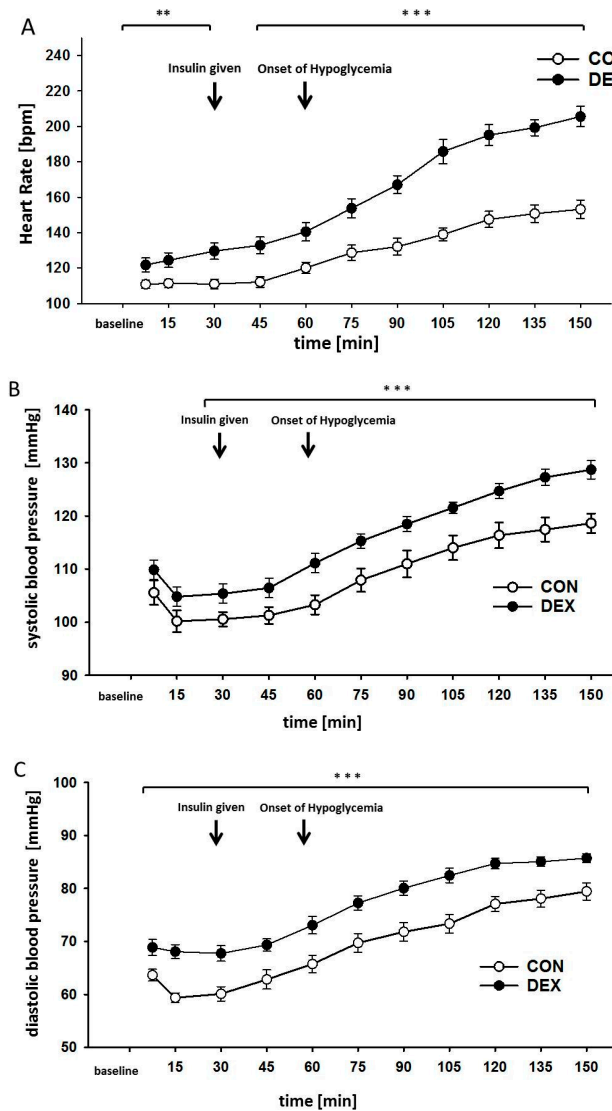 A
**
***
Insulin given
Onset of Hypoglycemia
CO
DE
Heart Rate [bpm]
240
220
200
180
160
140
120
100
baseline 15 30 45 60 75 90 105 120 135 150
time [min]
B
***
Insulin given
Onset of Hypoglycemia
systolic blood pressure [mmHg]
140
130
120
110
100
90
CON
DEX
baseline 15 30 45 60 75 90 105 120 135 150
time [min]
C
***
Insulin given
Onset of Hypoglycemia
diastolic blood pressure [mmHg]
100
90
80
70
60
50
CON
DEX
baseline 15 30 45 60 75 90 105 120 135 150
time [min]